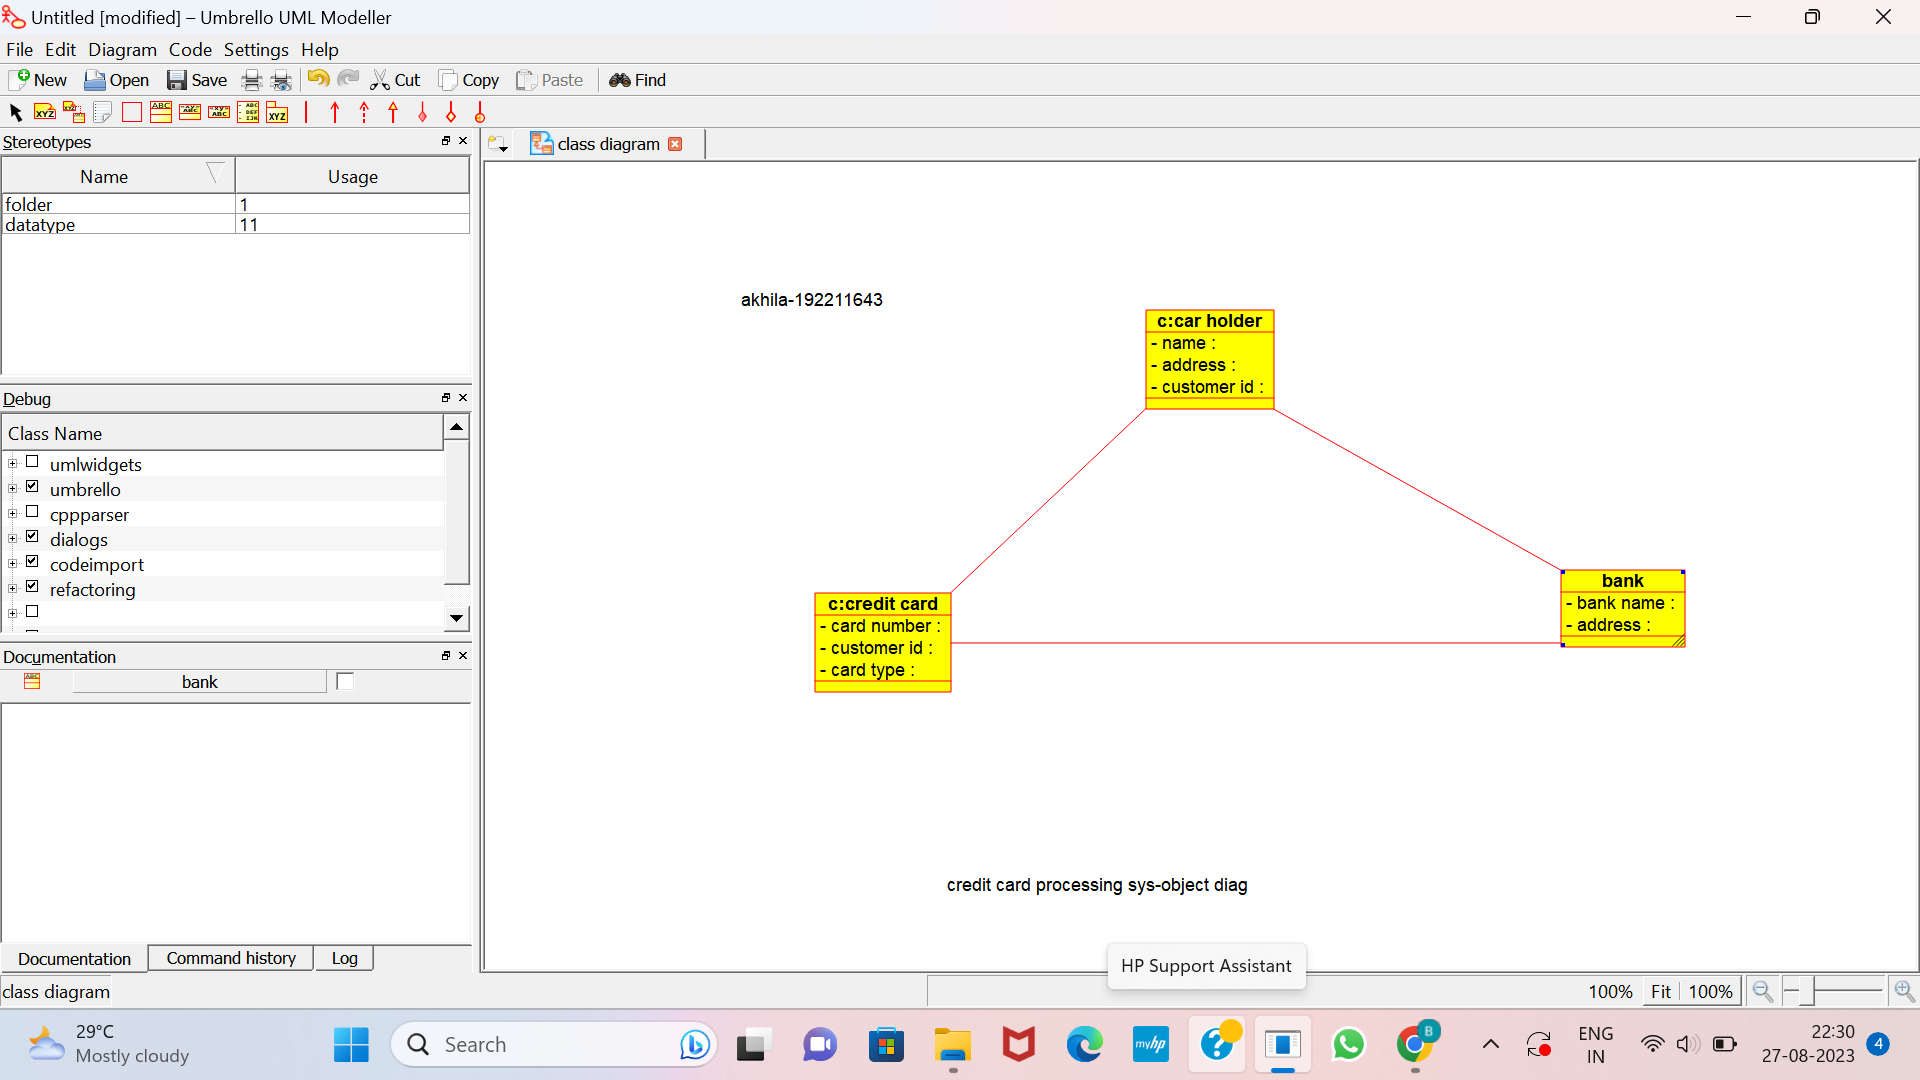 Untitled [modified] – Umbrello UML Modeller
File Edit Diagram Code Settings Help
New Open Save Cut Copy Paste Find
Stereotypes
Name Usage
folder 1
datatype 11
Debug
Class Name
umlwidgets
umbrello
cppparser
dialogs
codeimport
refactoring
Documentation
bank
Documentation Command history Log
class diagram
class diagram
akhila-192211643
c:car holder
- name :
- address :
- customer id :
c:credit card
- card number :
- customer id :
- card type :
bank
- bank name :
- address :
credit card processing sys-object diag
HP Support Assistant
100% Fit 100%
29°C
Mostly cloudy
Search
myhp
B
ENG
IN
22:30
27-08-2023
4